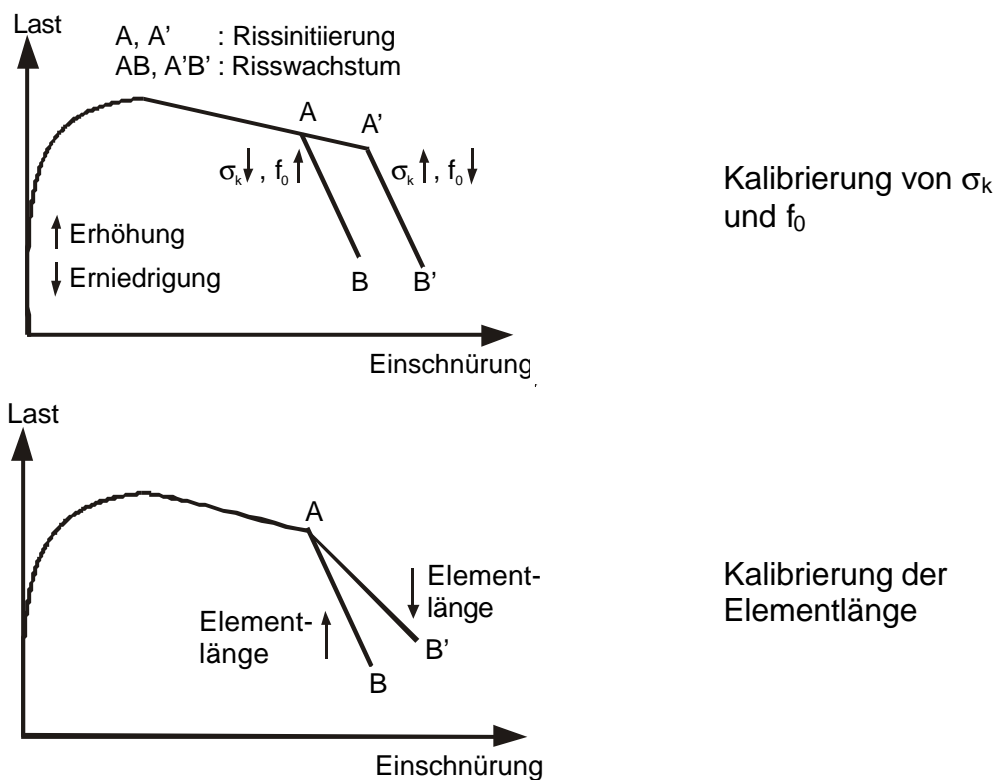 Last
A, A' : Rissinitiierung
AB, A'B' : Risswachstum
A
A'
σk↓ , f0↑
σk↑, f0↓
Kalibrierung von σk
und f0
↑ Erhöhung
↓ Erniedrigung
B
B'
Einschnürung
Last
A
Element-
länge
Element-
länge
B'
B
Kalibrierung der
Elementlänge
Einschnürung